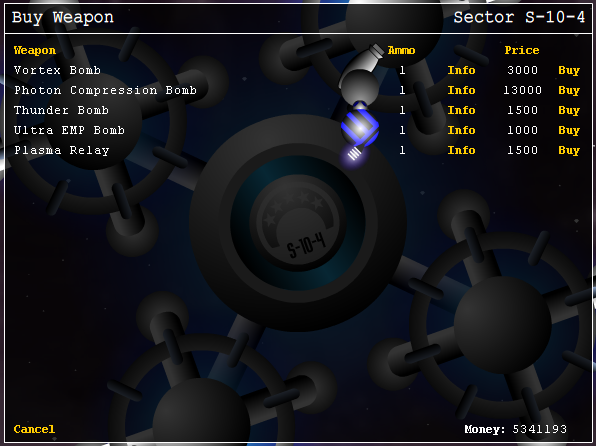 Buy Weapon Sector S-10-4
Weapon Ammo Price
Vortex Bomb 1 Info 3000 Buy
Photon Compression Bomb 1 Info 13000 Buy
Thunder Bomb 1 Info 1500 Buy
Ultra EMP Bomb 1 Info 1000 Buy
Plasma Relay 1 Info 1500 Buy
S-10-4
Cancel Money: 5341193